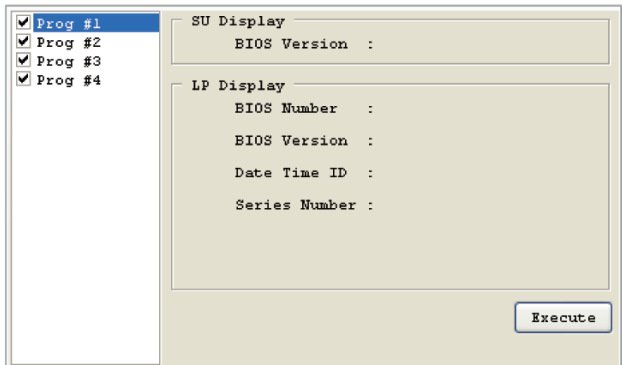 Prog #1
Prog #2
Prog #3
Prog #4
SU Display
BIOS Version :
LP Display
BIOS Number :
BIOS Version :
Date Time ID :
Series Number :
Execute